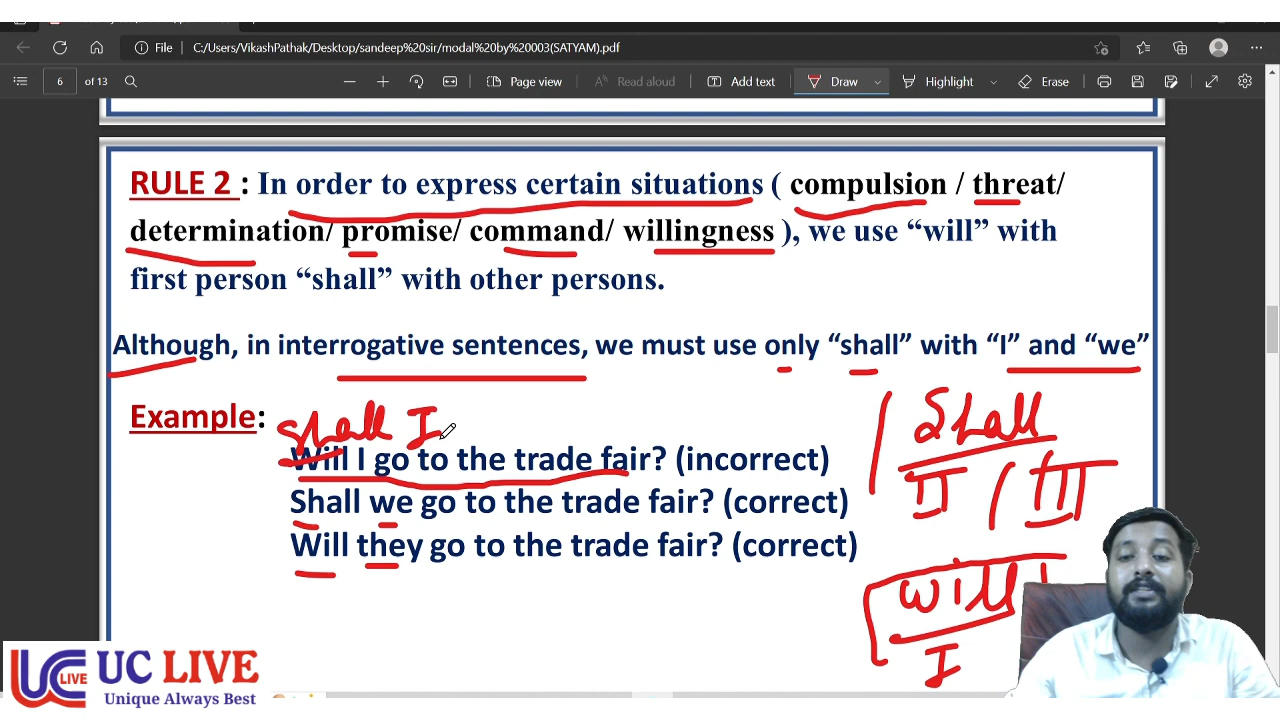 File C:/Users/VikashPathak/Desktop/sandeep%20sir/modal%20by%20003(SATYAM).pdf
6 of 13 Page view Read aloud Add text Draw Highlight Erase
RULE 2 : In order to express certain situations ( compulsion / threat/
determination/ promise/ command/ willingness ), we use “will” with
first person “shall” with other persons.
Although, in interrogative sentences, we must use only “shall” with “I” and “we”
Example:
shall I
Will I go to the trade fair? (incorrect)
Shall we go to the trade fair? (correct)
Will they go to the trade fair? (correct)
Shall
II / III
will
I
UC LIVE
LIVE
Unique Always Best